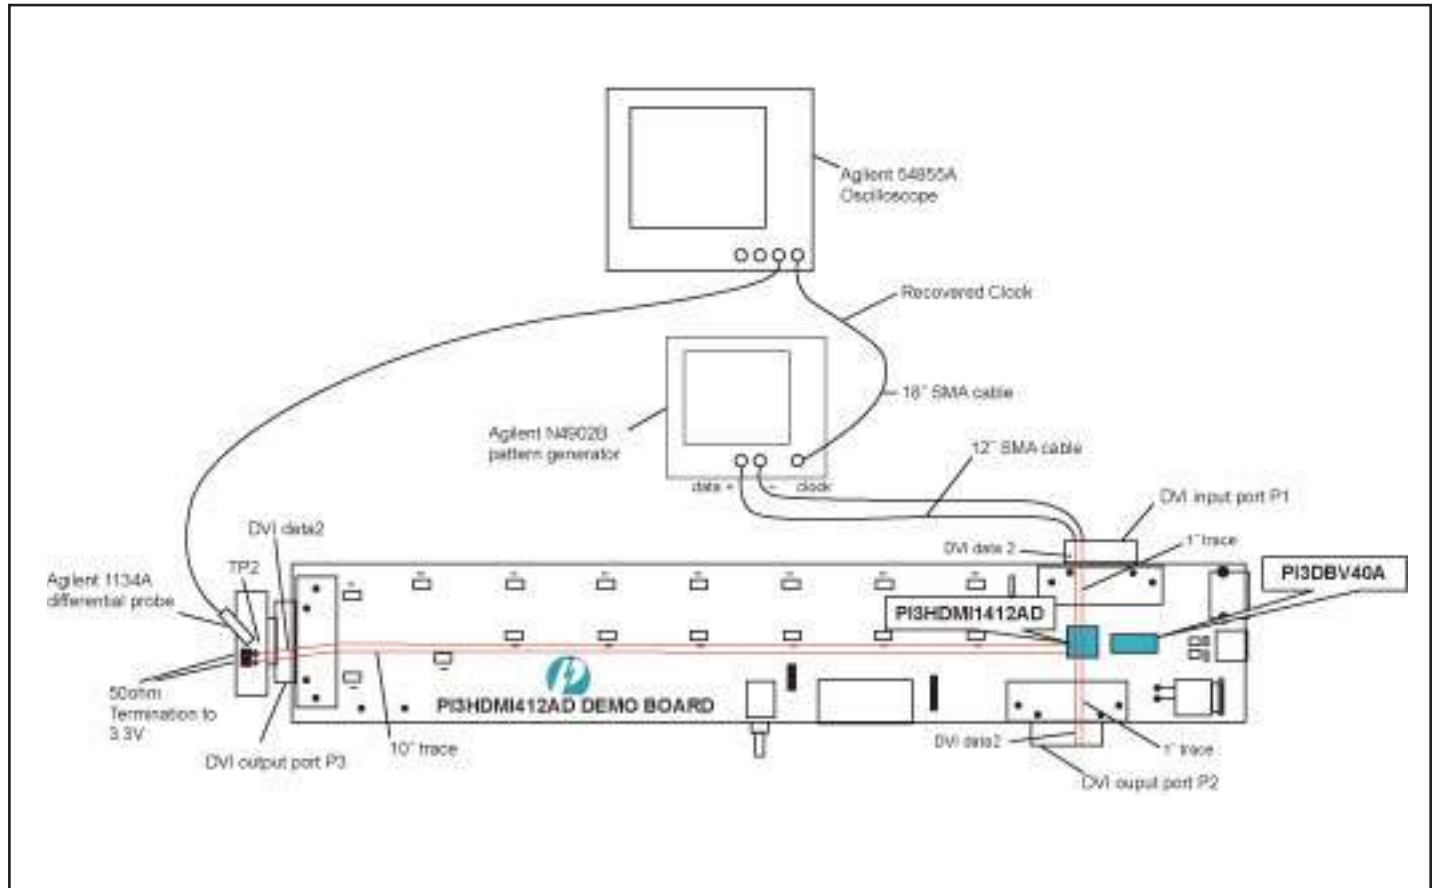 Agilent 54855A
Oscilloscope
Recovered Clock
18" SMA cable
Agilent N4902B
pattern generator
data +
-
clock
12" SMA cable
DVI input port P1
DVI data 2
1" trace
PI3DBV40A
PI3HDMI1412AD
DVI data2
TP2
Agilent 1134A
differential probe
50ohm
Termination to
3.3V
DVI output port P3
10" trace
PI3HDMI412AD DEMO BOARD
DVI data2
1" trace
DVI ouput port P2